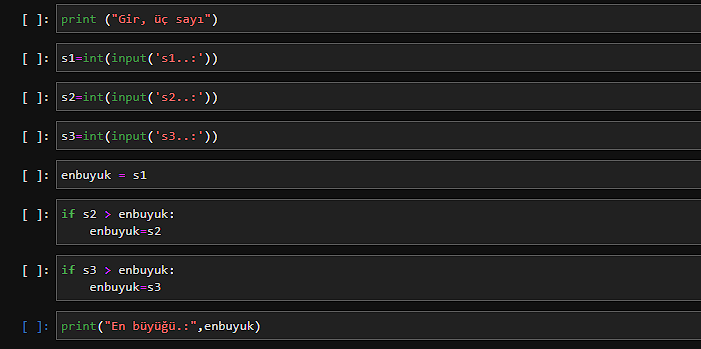 [ ]: print ("Gir, üç sayı")
[ ]: s1=int(input('s1..:'))
[ ]: s2=int(input('s2..:'))
[ ]: s3=int(input('s3..:'))
[ ]: enbuyuk = s1
[ ]: if s2 > enbuyuk:
    enbuyuk=s2
[ ]: if s3 > enbuyuk:
    enbuyuk=s3
[ ]: print("En büyüğü.:",enbuyuk)